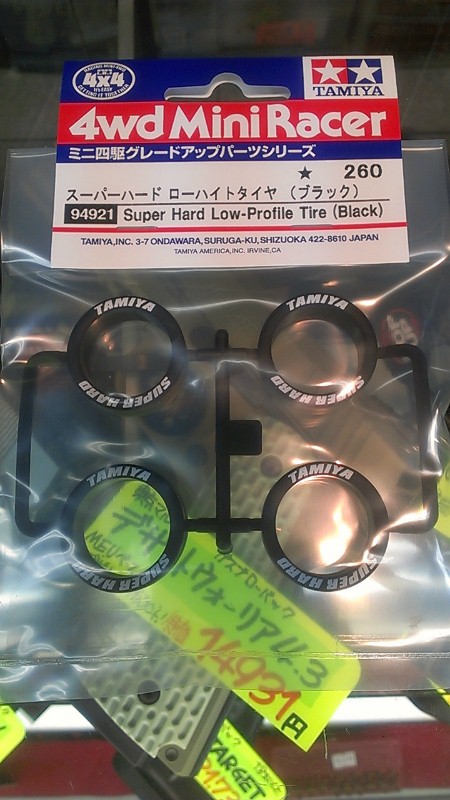 4x4
TAMIYA
4wd Mini Racer
ミニ四駆グレードアップパーツシリーズ
★ 260
スーパーハード ローハイトタイヤ (ブラック)
94921 Super Hard Low-Profile Tire (Black)
TAMIYA,INC. 3-7 ONDAWARA, SURUGA-KU, SHIZUOKA 422-8610 JAPAN
TAMIYA AMERICA, INC. IRVINE, CA
TAMIYA
SUPER HARD
TAMIYA
SUPER HARD
TAMIYA
SUPER HARD
TAMIYA
SUPER HARD
14931円
TARGET